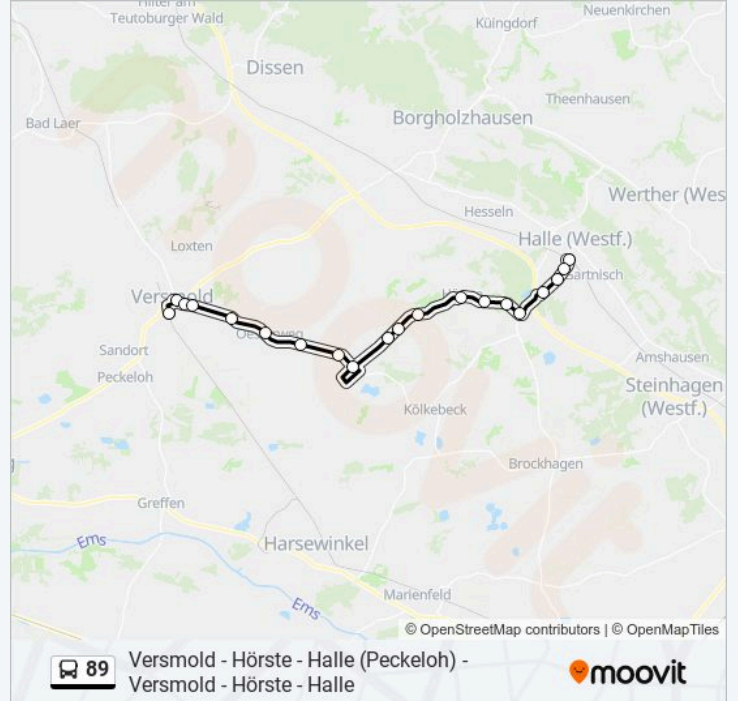 Hilter am
Teutoburger Wald
Neuenkirchen
Küingdorf
Dissen
Theenhausen
Bad Laer
Borgholzhausen
Werther (Wes
Hesseln
Halle (Westf.)
Loxten
Gartnisch
Versmold
Sandort
Peckeloh
Amshausen
Steinhagen
(Westf.)
Kölkebeck
Brockhagen
Greffen
Ems
Harsewinkel
Marienfeld
Ems
© OpenStreetMap contributors | © OpenMapTiles
89
Versmold - Hörste - Halle (Peckeloh) -
Versmold - Hörste - Halle
moovit